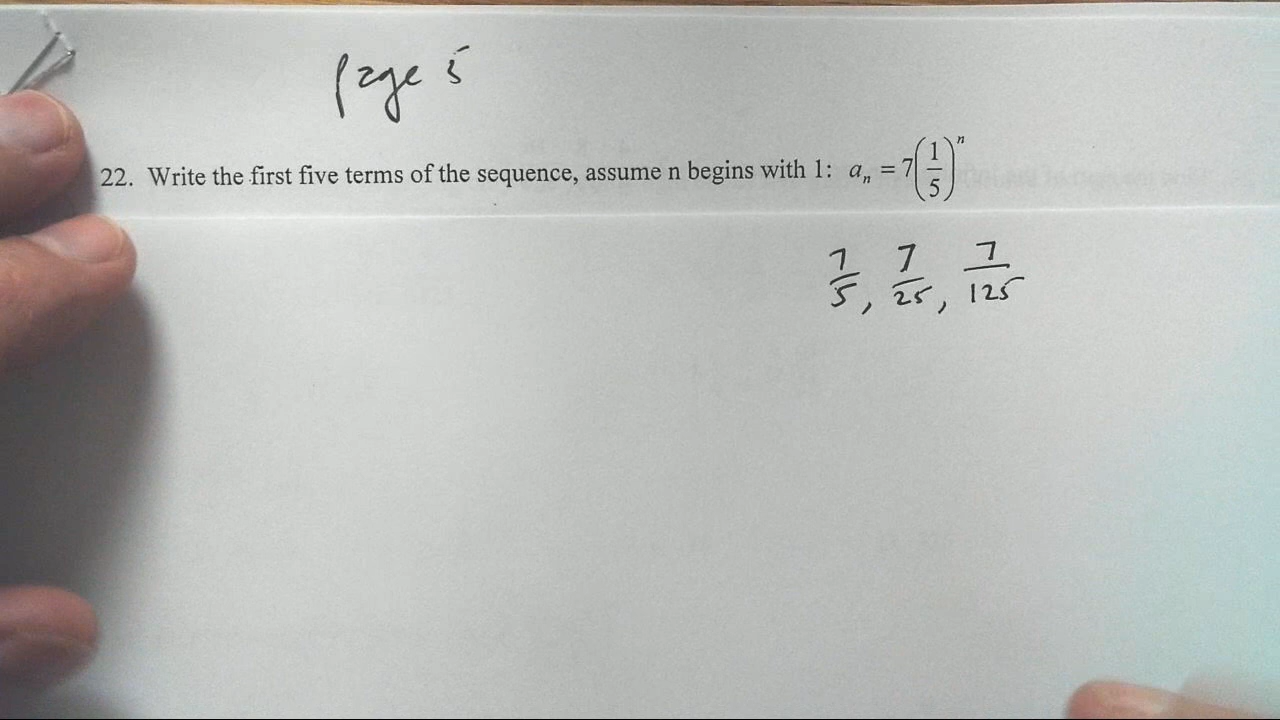 page 5
22. Write the first five terms of the sequence, assume n begins with 1: aₙ = 7(1/5)ⁿ
7/5, 7/25, 7/125